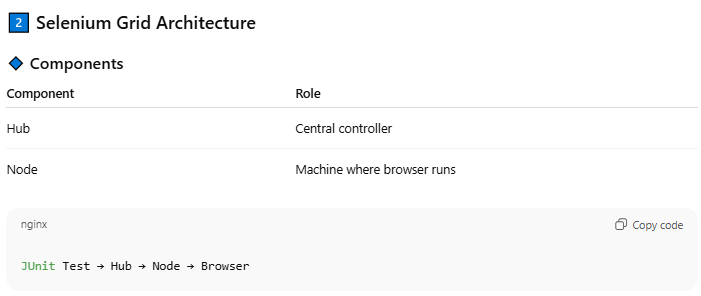 2 Selenium Grid Architecture
Components
Component Role
Hub Central controller
Node Machine where browser runs
nginx Copy code
JUnit Test → Hub → Node → Browser